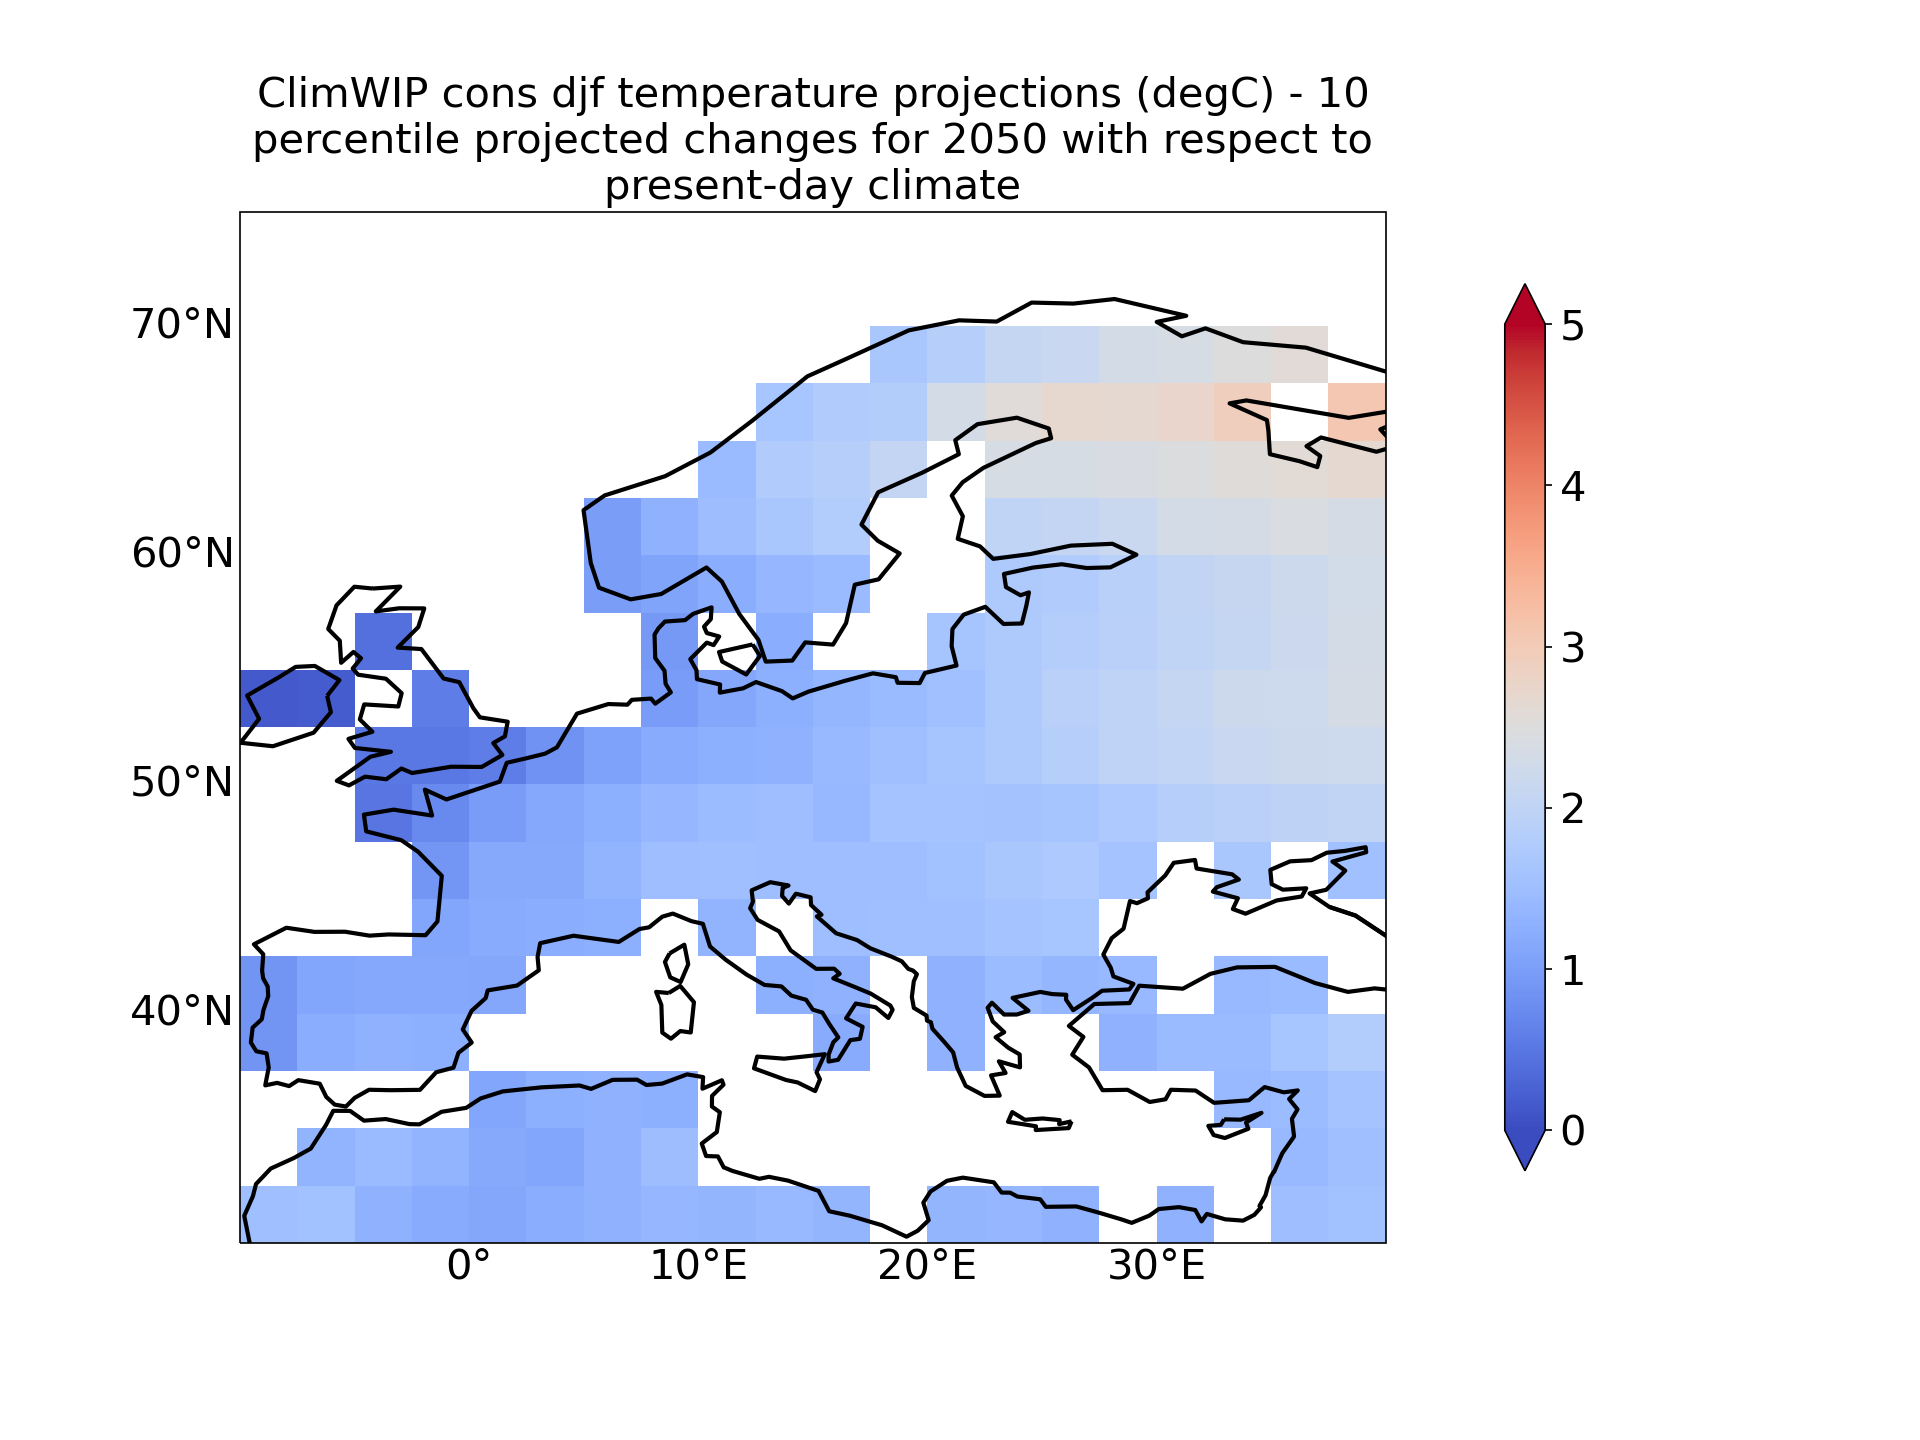 ClimWIP cons djf temperature projections (degC) - 10
percentile projected changes for 2050 with respect to
present-day climate
70°N
60°N
50°N
40°N
0°
10°E
20°E
30°E
5
4
3
2
1
0